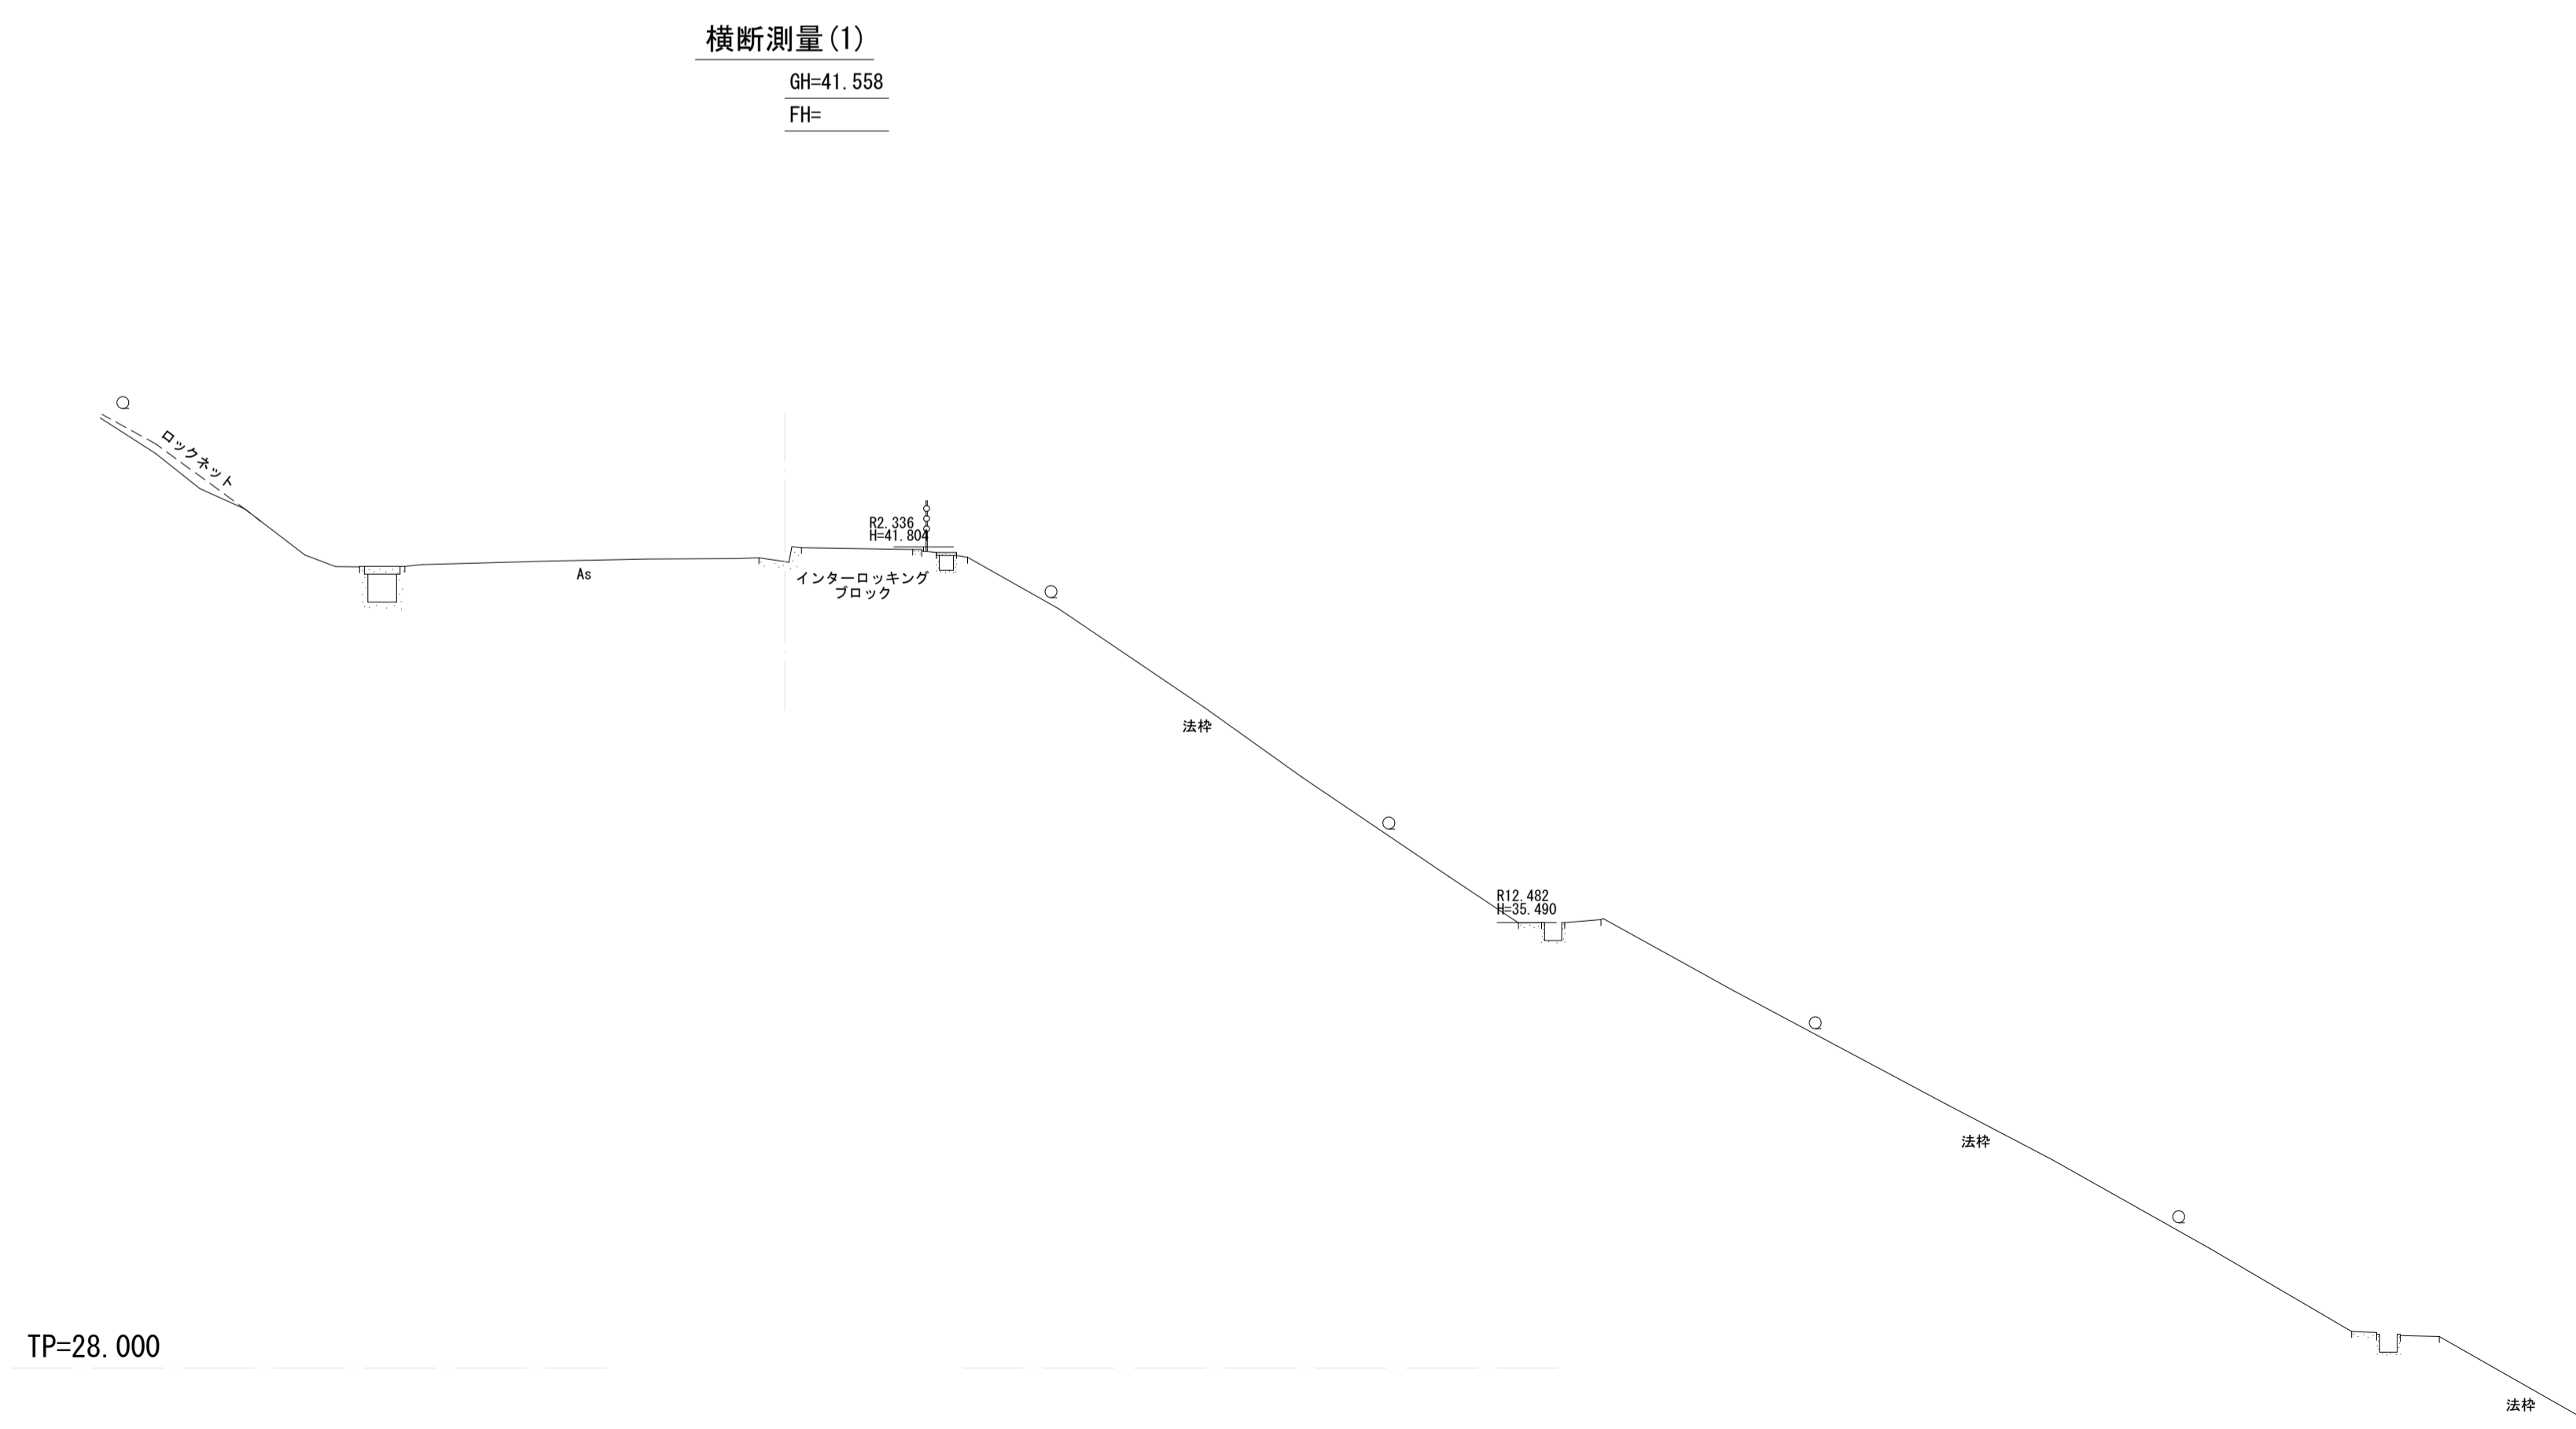 横断測量(1)
GH=41.558
FH=
ロックネット
R2.336
H=41.804
As
インターロッキング
ブロック
法枠
R12.482
H=35.490
法枠
TP=28.000
法枠